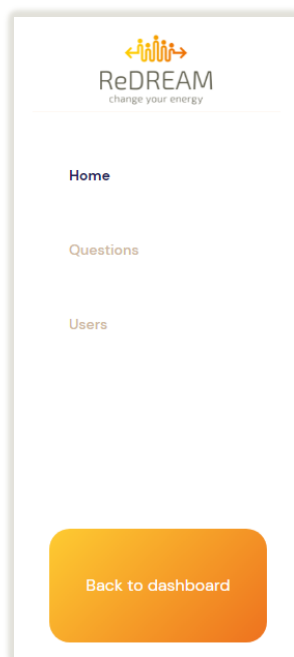 ReDREAM
change your energy
Home
Questions
Users
Back to dashboard